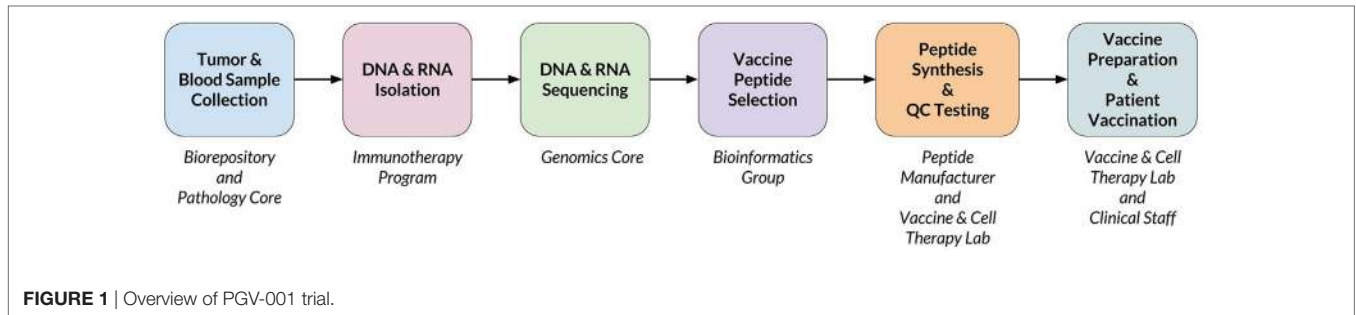 Tumor &
Blood Sample
Collection
DNA & RNA
Isolation
DNA & RNA
Sequencing
Vaccine
Peptide
Selection
Peptide
Synthesis
&
QC Testing
Vaccine
Preparation
&
Patient
Vaccination
Biorepository
and
Pathology Core
Immunotherapy
Program
Genomics Core
Bioinformatics
Group
Peptide
Manufacturer
and
Vaccine & Cell
Therapy Lab
Vaccine & Cell
Therapy Lab
and
Clinical Staff
FIGURE 1 | Overview of PGV-001 trial.